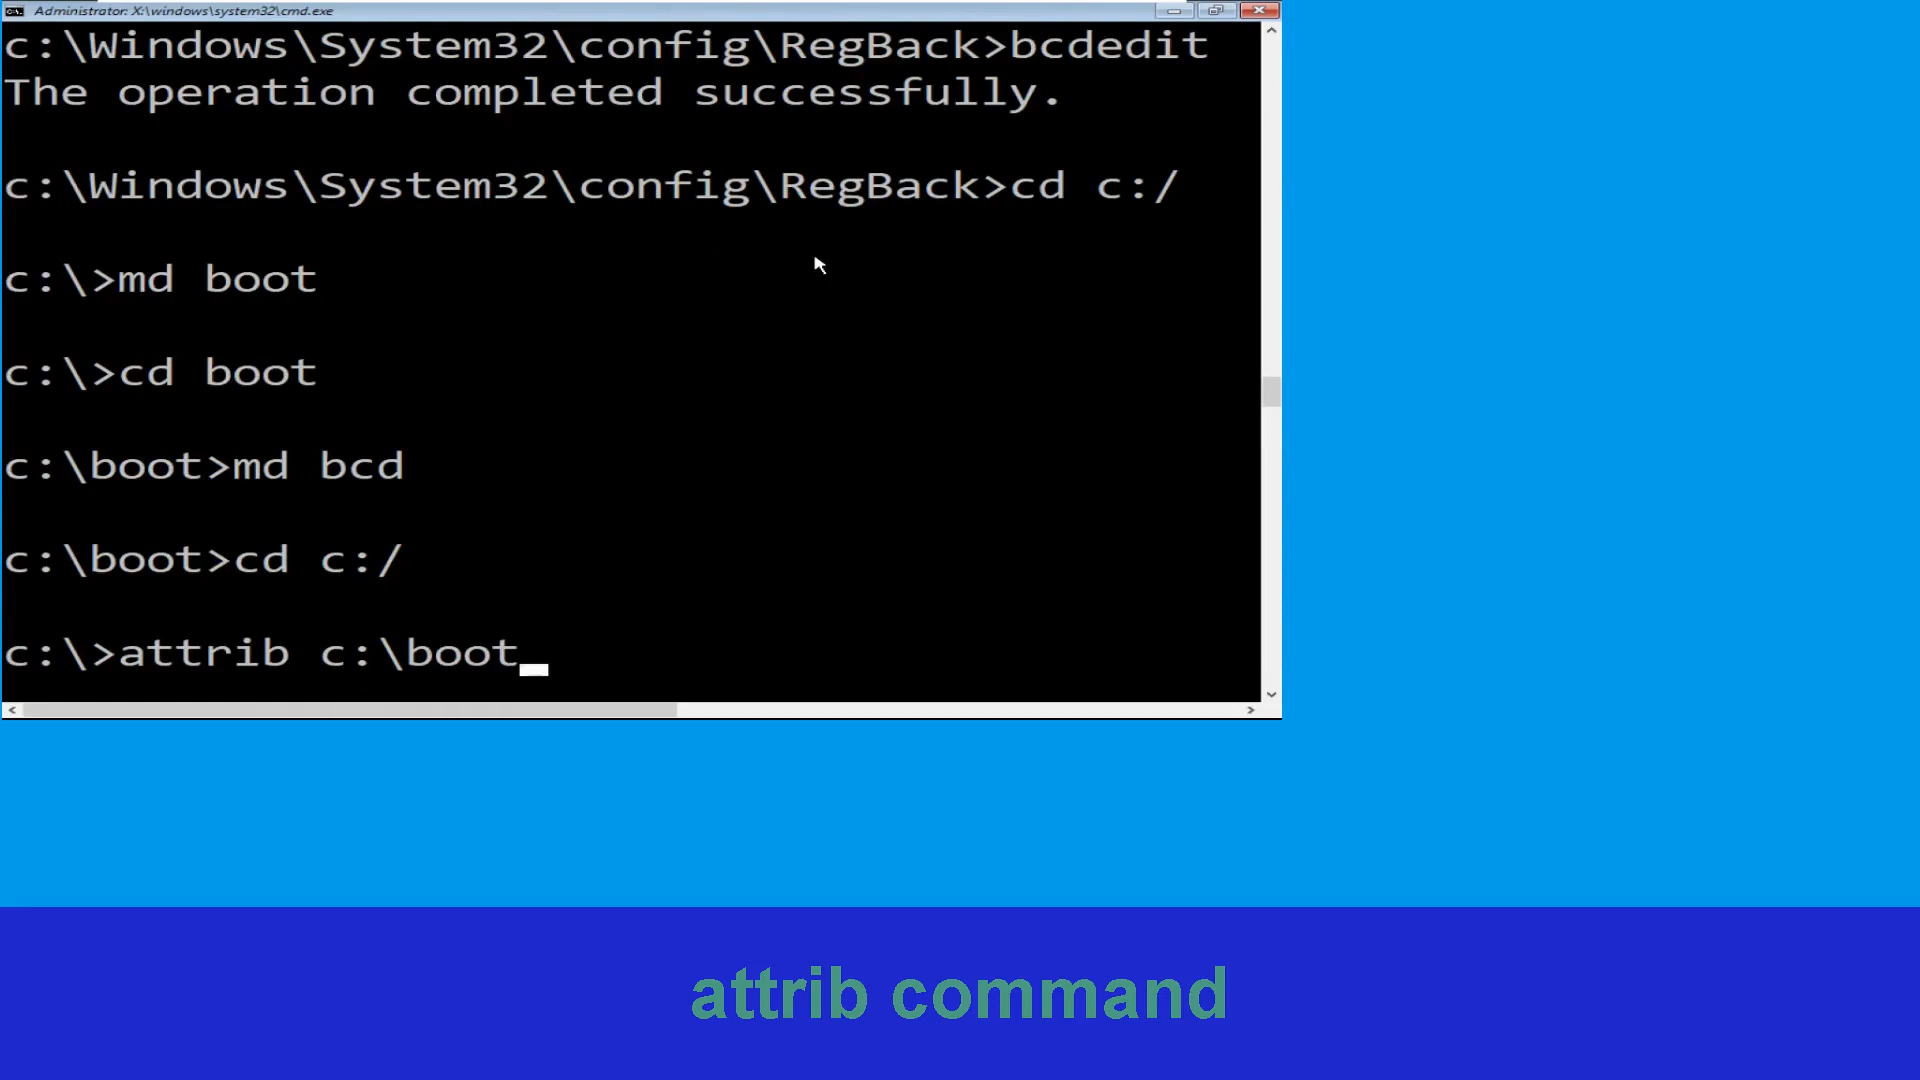 Administrator: X:\windows\system32\cmd.exe
c:\Windows\System32\config\RegBack>bcdedit
The operation completed successfully.
c:\Windows\System32\config\RegBack>cd c:/
c:\>md boot
c:\>cd boot
c:\boot>md bcd
c:\boot>cd c:/
c:\>attrib c:\boot
attrib command